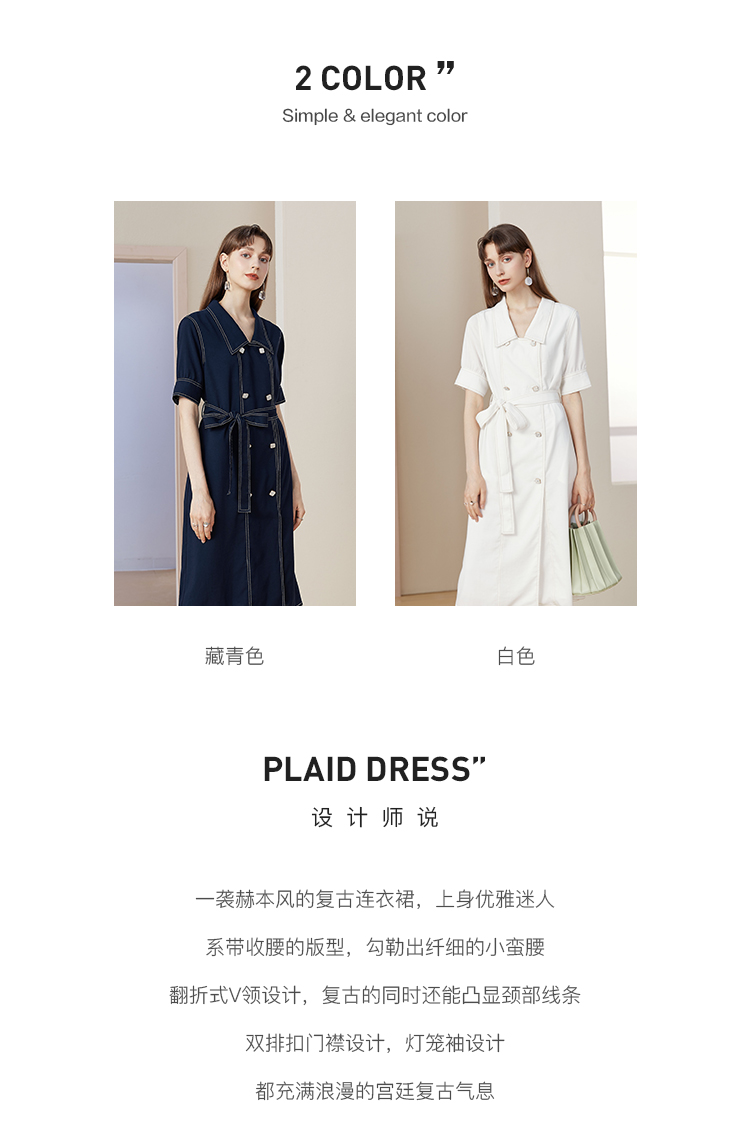 2 COLOR ”
Simple & elegant color
藏青色
白色
PLAID DRESS”
设计师说
一袭赫本风的复古连衣裙，上身优雅迷人
系带收腰的版型，勾勒出纤细的小蛮腰
翻折式V领设计，复古的同时还能凸显颈部线条
双排扣门襟设计，灯笼袖设计
都充满浪漫的宫廷复古气息